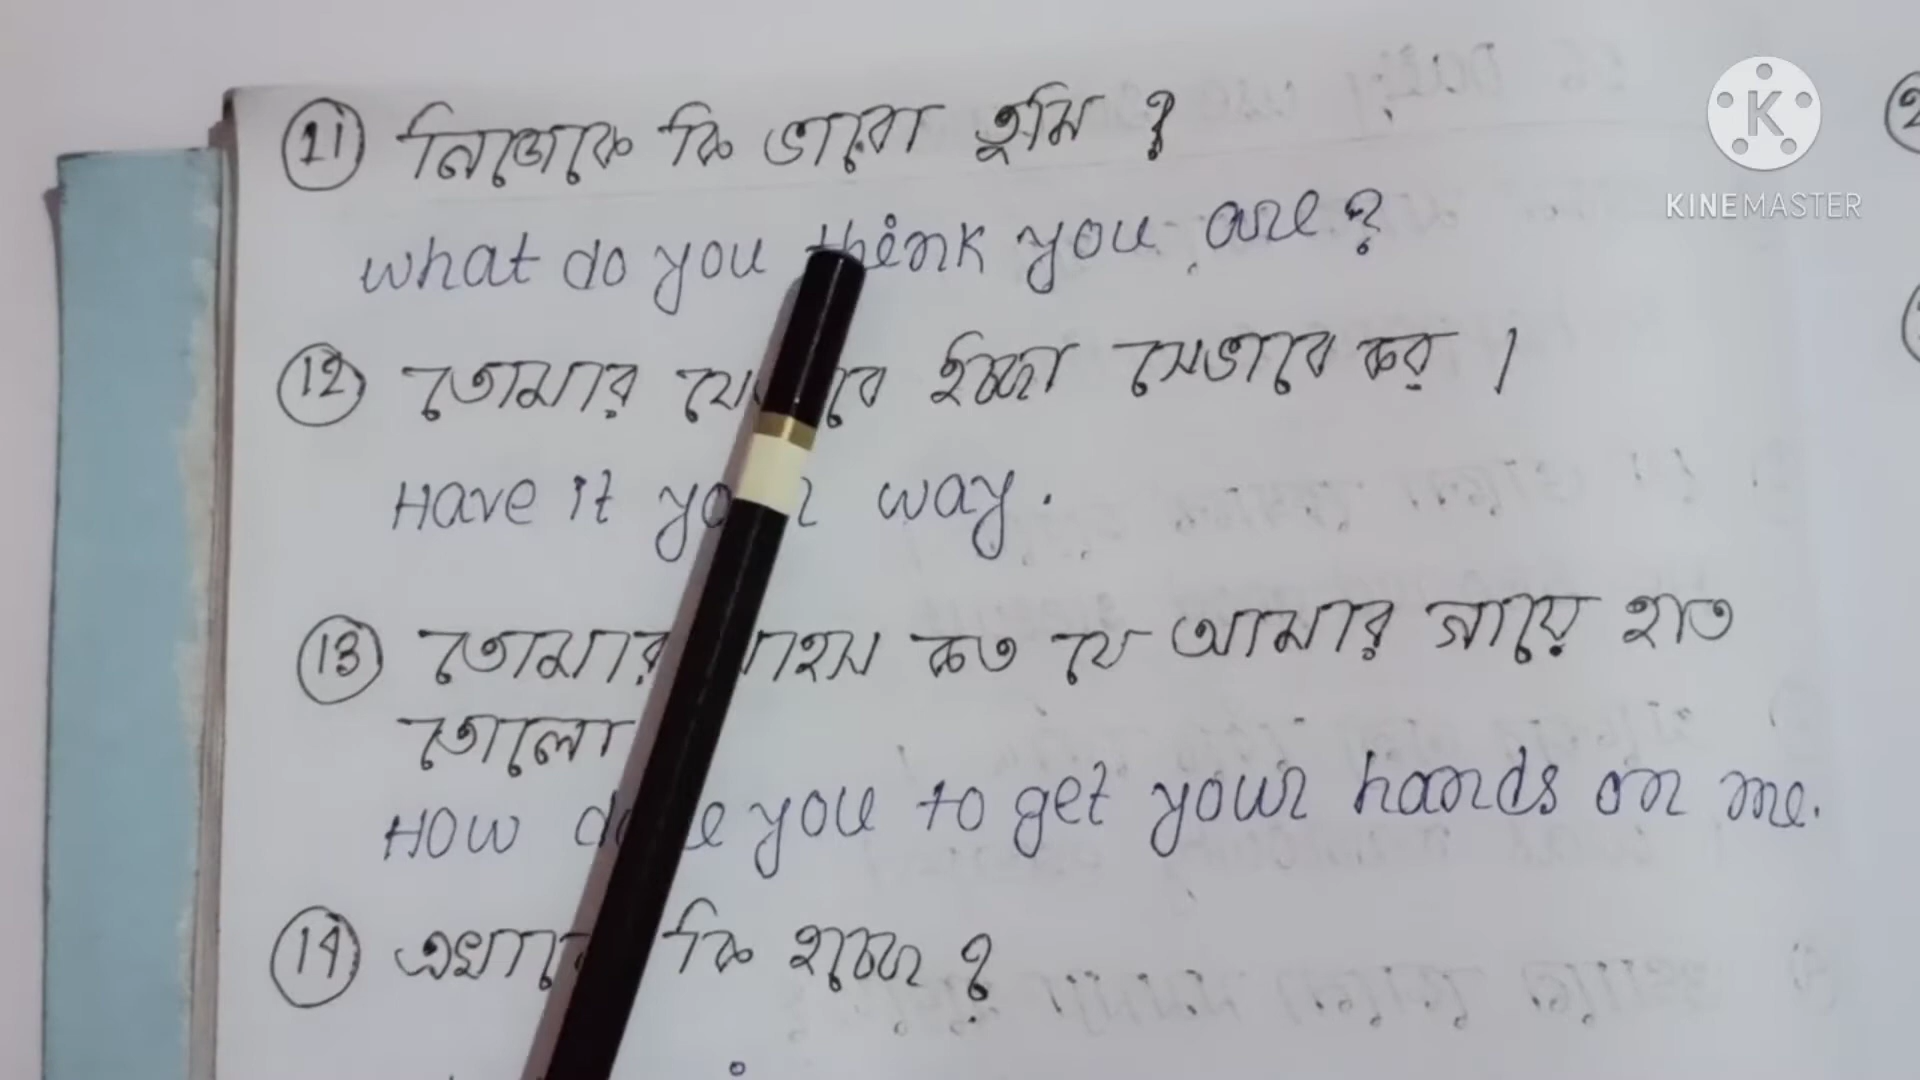 11 নিজেকে কি ভাবো তুমি ?
what do you think you are?
12 তোমার ইচ্ছা সেভাবে কর ।
Have it way.
13 তোমার কত যে আমার গায়ে হাত
তোলো
How you to get your hands on me.
14 কি হচ্ছে ?
KINEMASTER